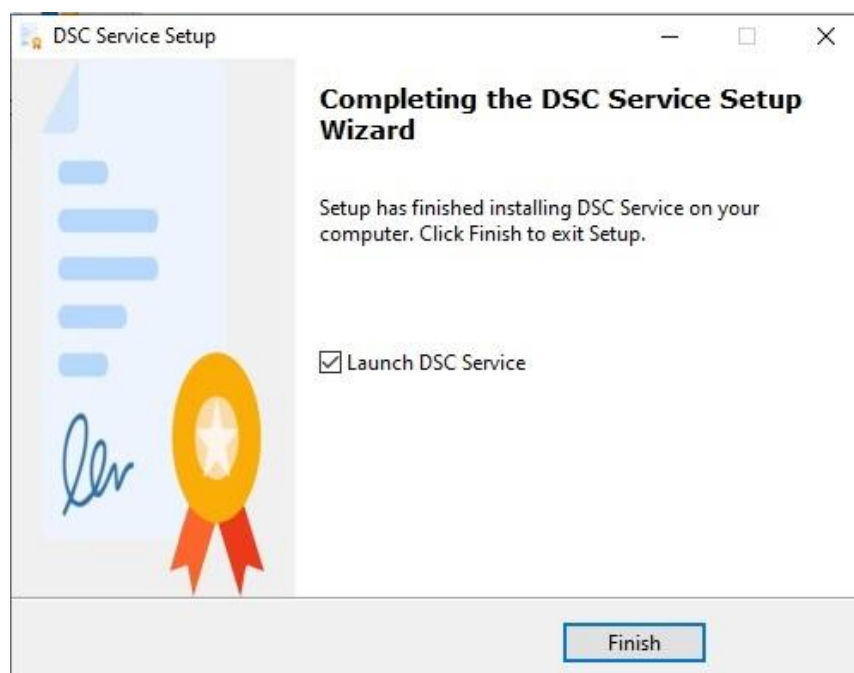 DSC Service Setup
Completing the DSC Service Setup
Wizard
Setup has finished installing DSC Service on your
computer. Click Finish to exit Setup.
Launch DSC Service
Finish